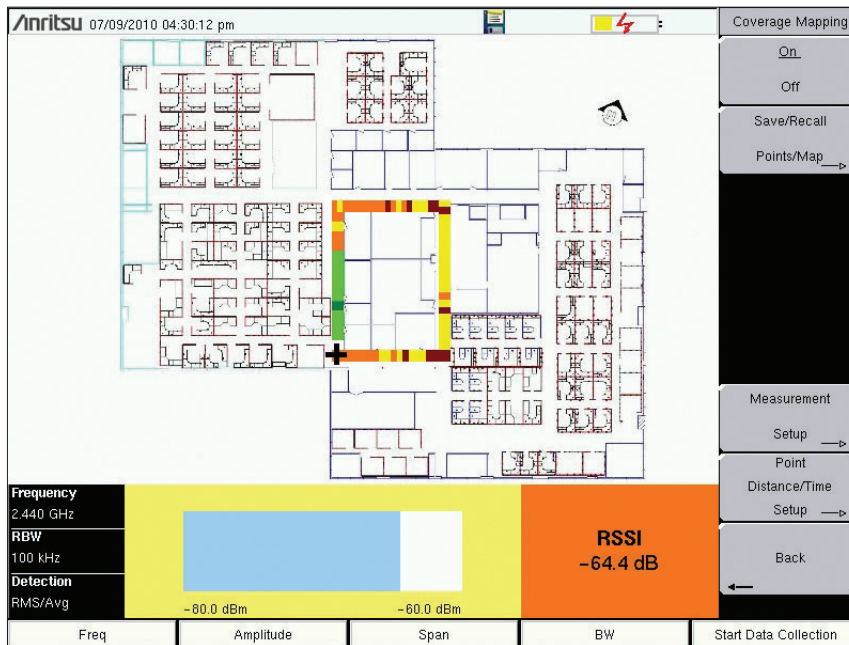 /Inritsu 07/09/2010 04:30:12 pm
Coverage Mapping
On
Off
Save/Recall
Points/Map
Measurement
Setup
Point
Distance/Time
Setup
Back
Frequency
2.440 GHz
RBW
100 kHz
Detection
RMS/Avg
-80.0 dBm
-60.0 dBm
RSSI
-64.4 dB
Freq
Amplitude
Span
BW
Start Data Collection